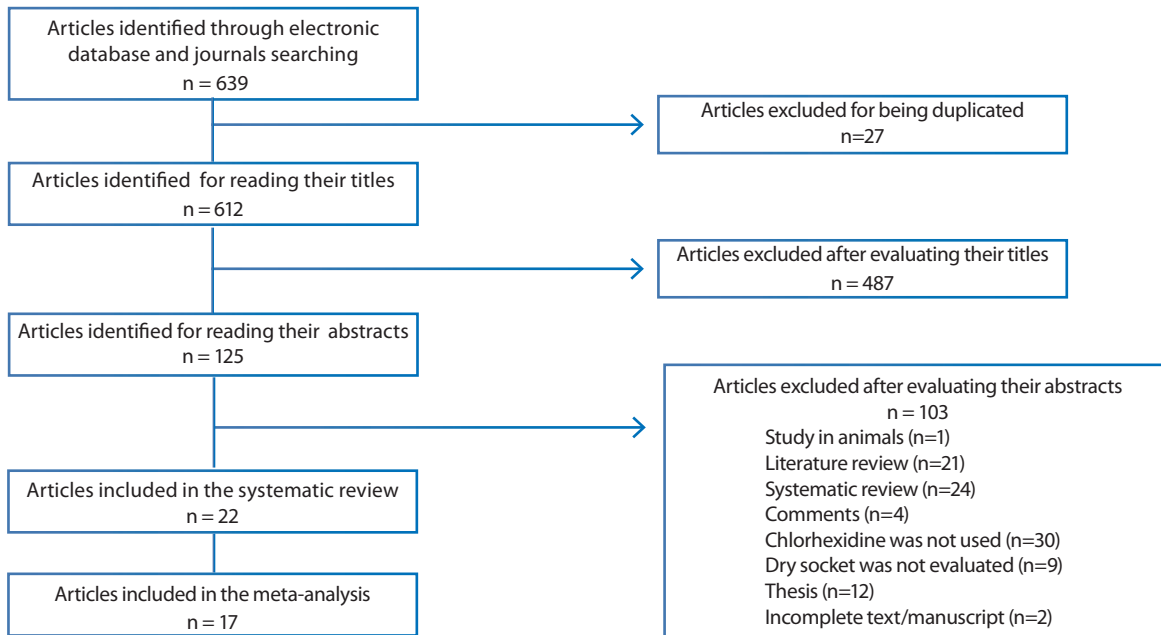 Articles identified through electronic
database and journals searching
n = 639
Articles excluded for being duplicated
n=27
Articles identified for reading their titles
n = 612
Articles excluded after evaluating their titles
n = 487
Articles identified for reading their abstracts
n = 125
Articles excluded after evaluating their abstracts
n = 103
Study in animals (n=1)
Literature review (n=21)
Systematic review (n=24)
Comments (n=4)
Chlorhexidine was not used (n=30)
Dry socket was not evaluated (n=9)
Thesis (n=12)
Incomplete text/manuscript (n=2)
Articles included in the systematic review
n = 22
Articles included in the meta-analysis
n = 17